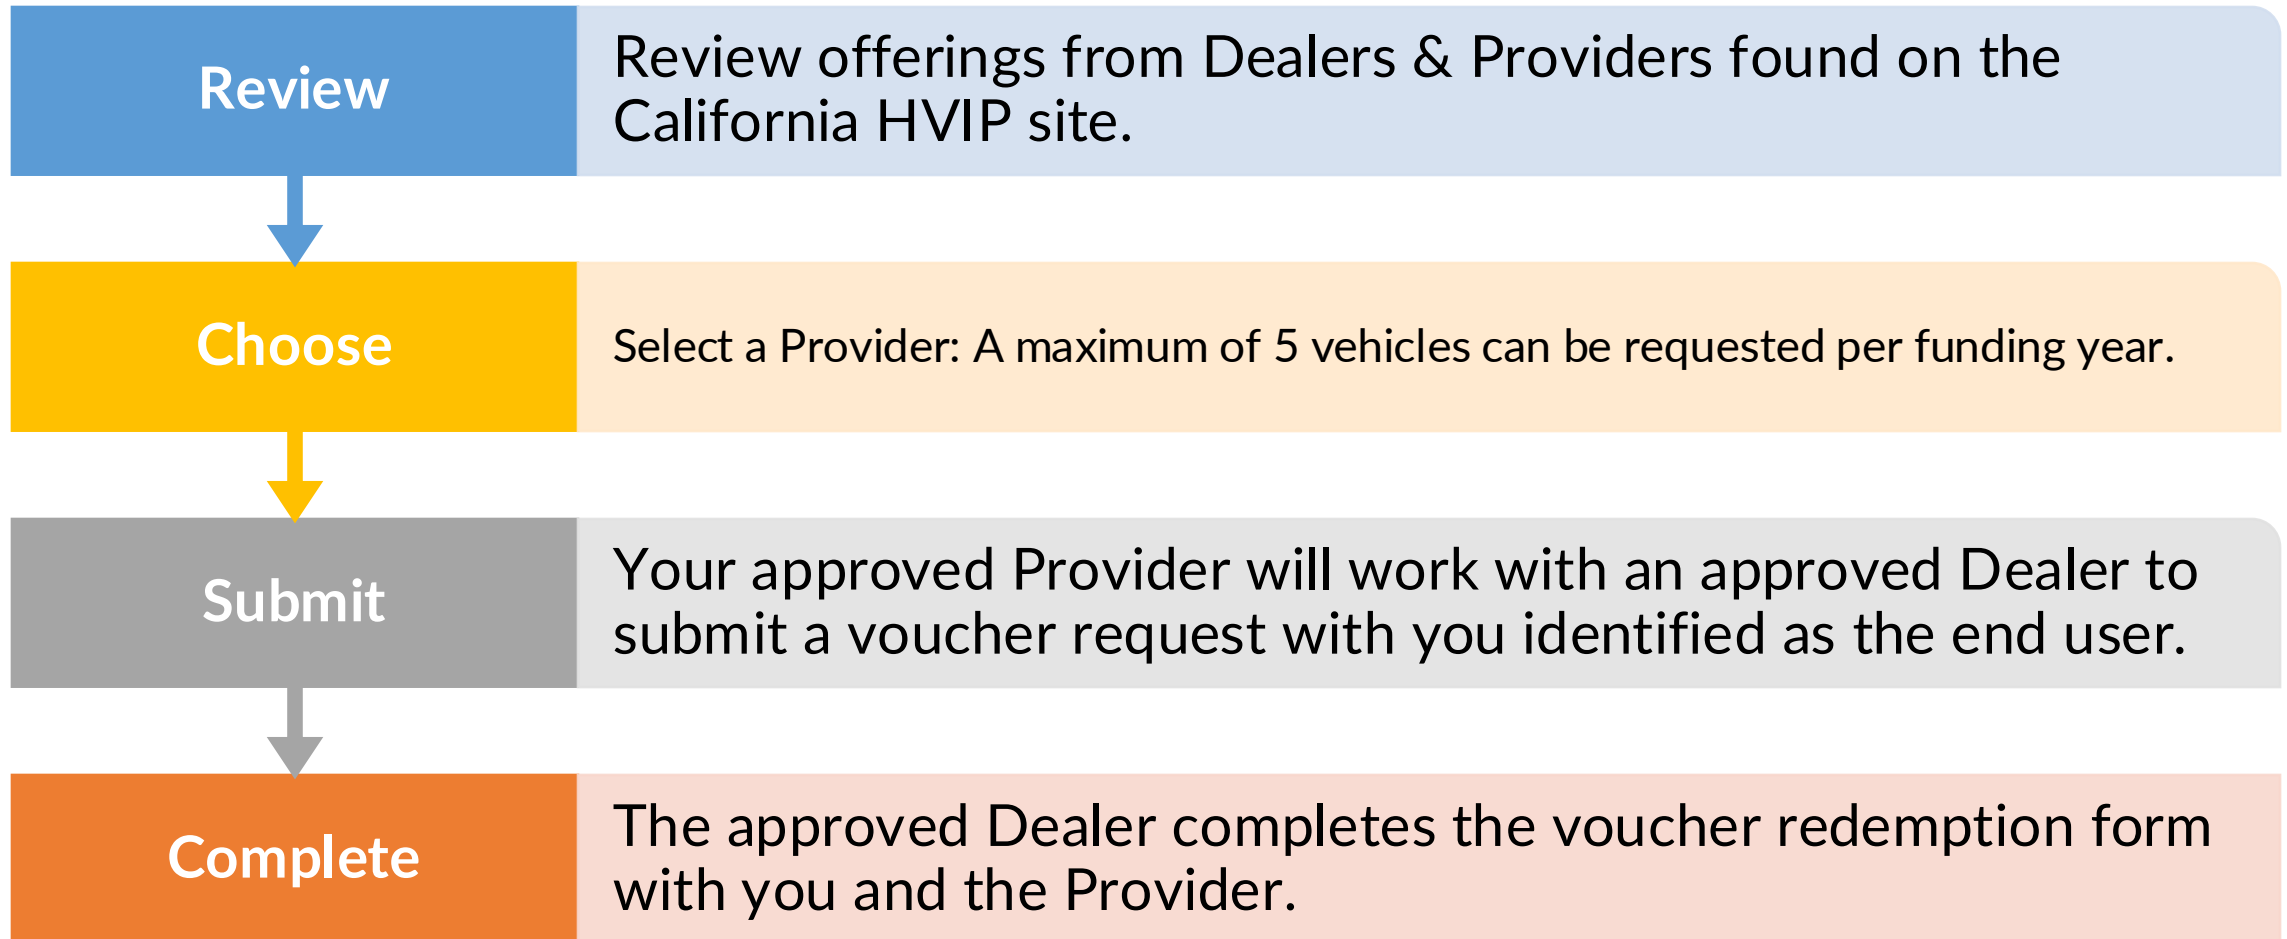 Review
Review offerings from Dealers & Providers found on the
California HVIP site.
Choose
Select a Provider: A maximum of 5 vehicles can be requested per funding year.
Submit
Your approved Provider will work with an approved Dealer to
submit a voucher request with you identified as the end user.
Complete
The approved Dealer completes the voucher redemption form
with you and the Provider.